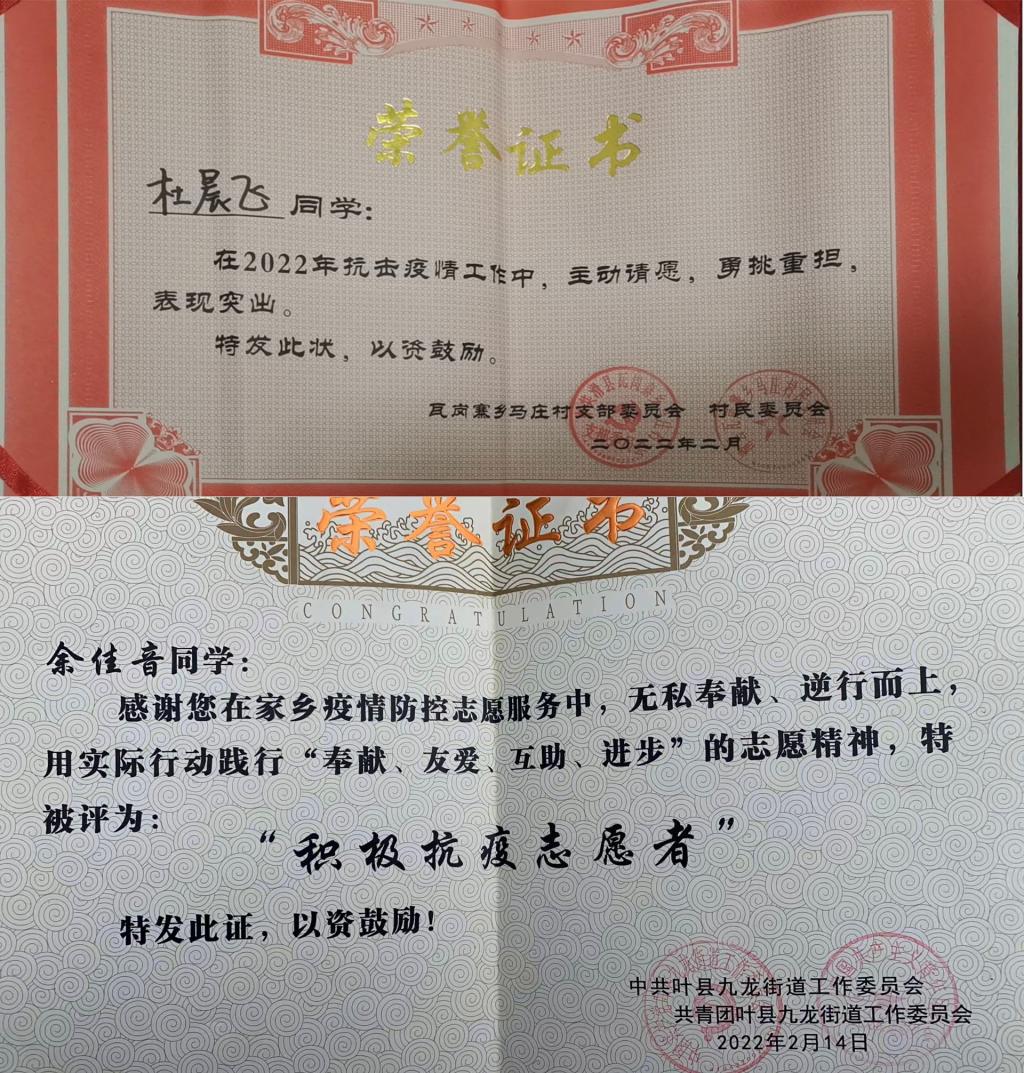 荣誉证书
杜晨飞 同学:
在2022年抗击疫情工作中，主动请愿，勇挑重担，
表现突出。
特发此状，以资鼓励。
瓦岗寨乡马庄村支部委员会 村民委员会
二〇二二年二月
荣誉证书
CONGRATULATION
余佳音同学:
感谢您在家乡疫情防控志愿服务中，无私奉献、逆行而上，
用实际行动践行“奉献、友爱、互助、进步”的志愿精神，特
被评为:
“积极抗疫志愿者”
特发此证，以资鼓励!
中共叶县九龙街道工作委员会
共青团叶县九龙街道工作委员会
2022年2月14日